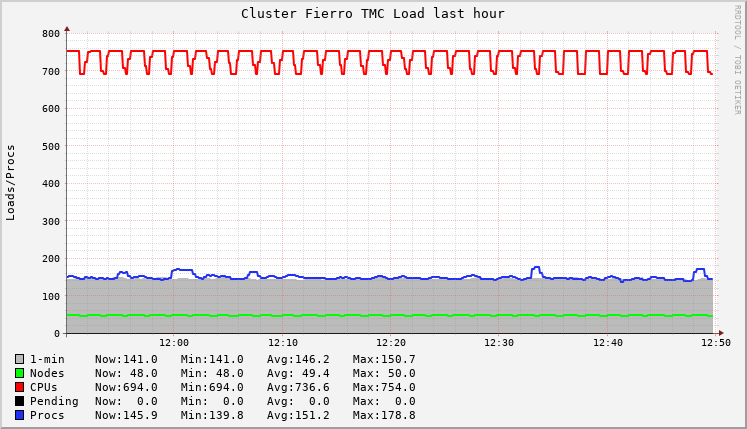 Cluster Fierro TMC Load last hour
RRDTOOL / TOBI OETIKER
Loads/Procs
800
700
600
500
400
300
200
100
0
12:00 12:10 12:20 12:30 12:40 12:50
1-min Now:141.0 Min:141.0 Avg:146.2 Max:150.7
Nodes Now: 48.0 Min: 48.0 Avg: 49.4 Max: 50.0
CPUs Now:694.0 Min:694.0 Avg:736.6 Max:754.0
Pending Now: 0.0 Min: 0.0 Avg: 0.0 Max: 0.0
Procs Now:145.9 Min:139.8 Avg:151.2 Max:178.8